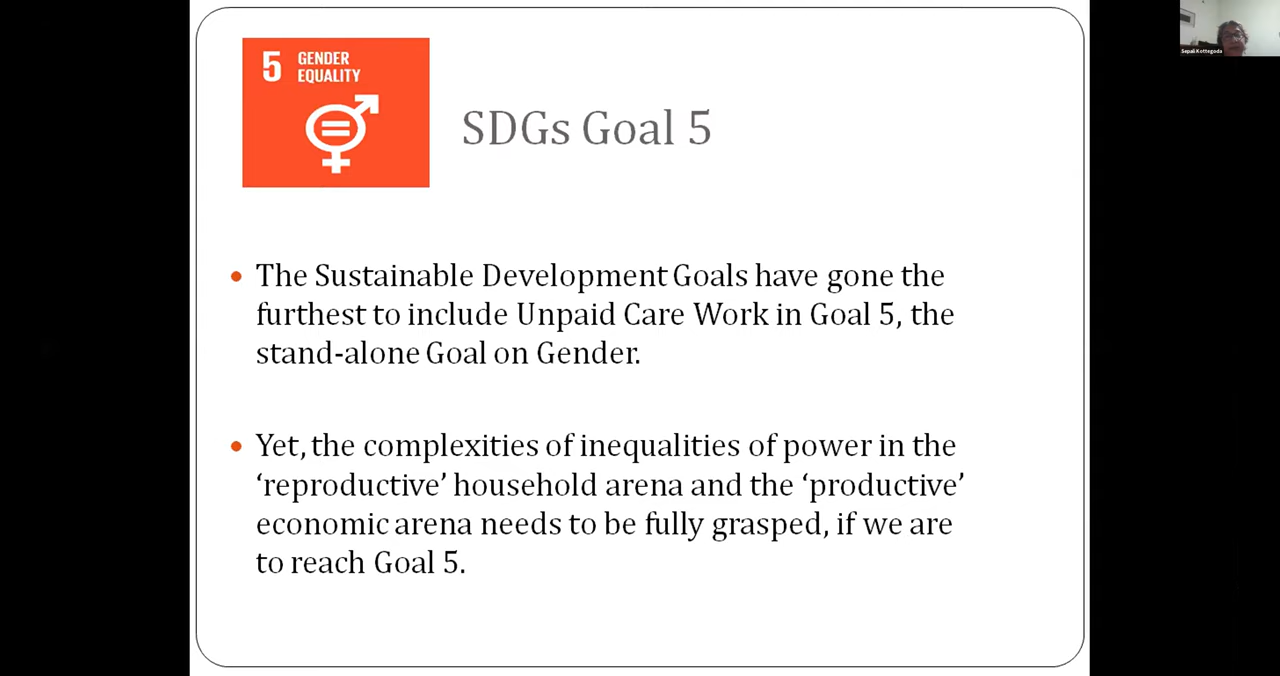 5 GENDER
EQUALITY
SDGs Goal 5
• The Sustainable Development Goals have gone the
furthest to include Unpaid Care Work in Goal 5, the
stand-alone Goal on Gender.
• Yet, the complexities of inequalities of power in the
‘reproductive’ household arena and the ‘productive’
economic arena needs to be fully grasped, if we are
to reach Goal 5.
Sepali Kottegoda